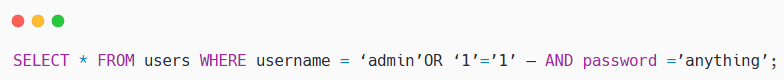 SELECT * FROM users WHERE username = ‘admin’OR ‘1’=’1’ – AND password =’anything’;